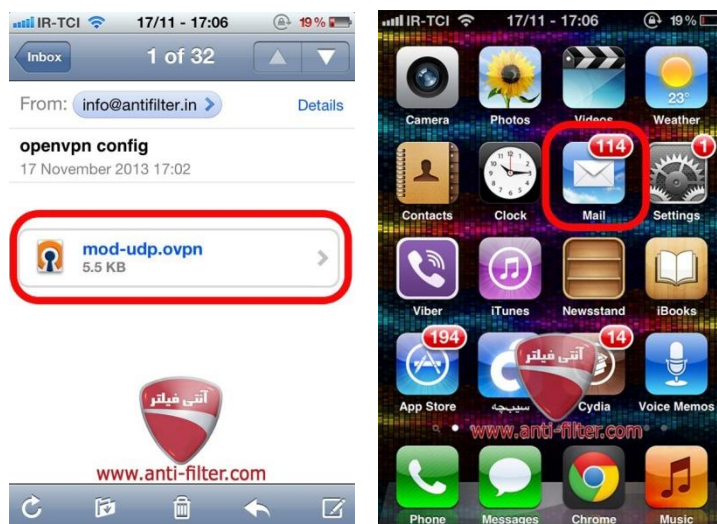 IR-TCI 17/11 - 17:06 19%
Inbox 1 of 32
From: info@antifilter.in Details
openvpn config
17 November 2013 17:02
mod-udp.ovpn
5.5 KB
آنتی فیلتر
www.anti-filter.com
IR-TCI 17/11 - 17:06 19%
23°
Camera Photos Videos Weather
114 1
Contacts Clock Mail Settings
Viber iTunes Newsstand iBooks
194 14
آنتی فیلتر
App Store سیبچه Cydia Voice Memos
www.anti-filter.com
Phone Messages Chrome Music